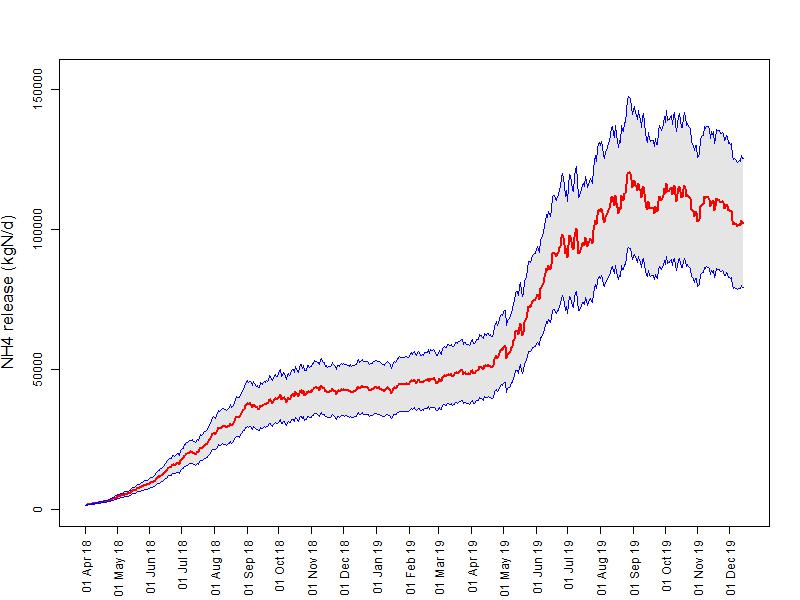 NH4 release (kgN/d)
150000
100000
50000
0
01 Apr 18
01 May 18
01 Jun 18
01 Jul 18
01 Aug 18
01 Sep 18
01 Oct 18
01 Nov 18
01 Dec 18
01 Jan 19
01 Feb 19
01 Mar 19
01 Apr 19
01 May 19
01 Jun 19
01 Jul 19
01 Aug 19
01 Sep 19
01 Oct 19
01 Nov 19
01 Dec 19